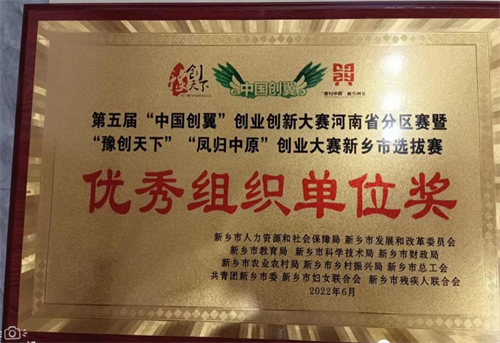 创天下
中国创翼
第五届“中国创翼”创业创新大赛河南省分区赛暨
“豫创天下”“凤归中原”创业大赛新乡市选拔赛
优秀组织单位奖
新乡市人力资源和社会保障局 新乡市发展和改革委员会
新乡市教育局 新乡市科学技术局 新乡市财政局
新乡市农业农村局 新乡市乡村振兴局 新乡市总工会
共青团新乡市委 新乡市妇女联合会 新乡市残疾人联合会
2022年6月